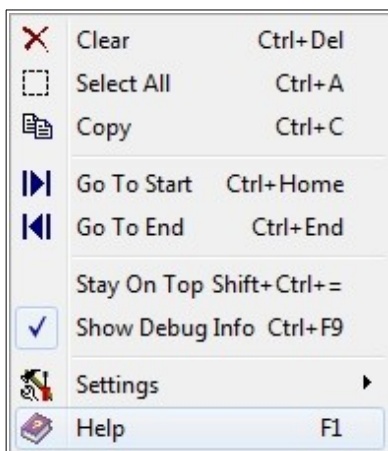 Clear Ctrl+Del
Select All Ctrl+A
Copy Ctrl+C
Go To Start Ctrl+Home
Go To End Ctrl+End
Stay On Top Shift+Ctrl+=
Show Debug Info Ctrl+F9
Settings
Help F1